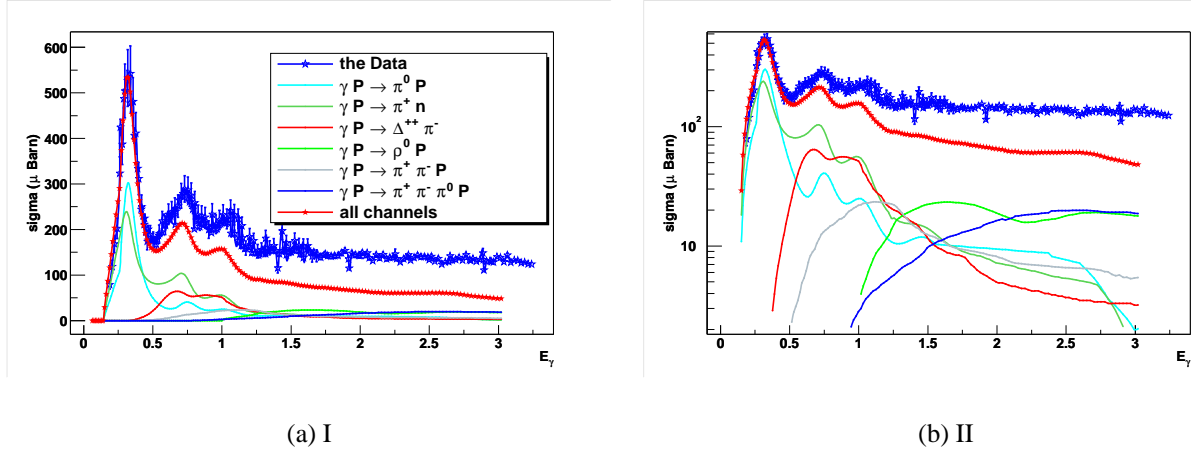 sigma (μ Barn)
600
500
400
300
200
100
0
the Data
γ P → π⁰ P
γ P → π⁺ n
γ P → Δ⁺⁺ π⁻
γ P → ρ⁰ P
γ P → π⁺ π⁻ P
γ P → π⁺ π⁻ π⁰ P
all channels
0 0.5 1 1.5 2 2.5 3
E_γ
(a) I
sigma (μ Barn)
10²
10
0 0.5 1 1.5 2 2.5 3
E_γ
(b) II